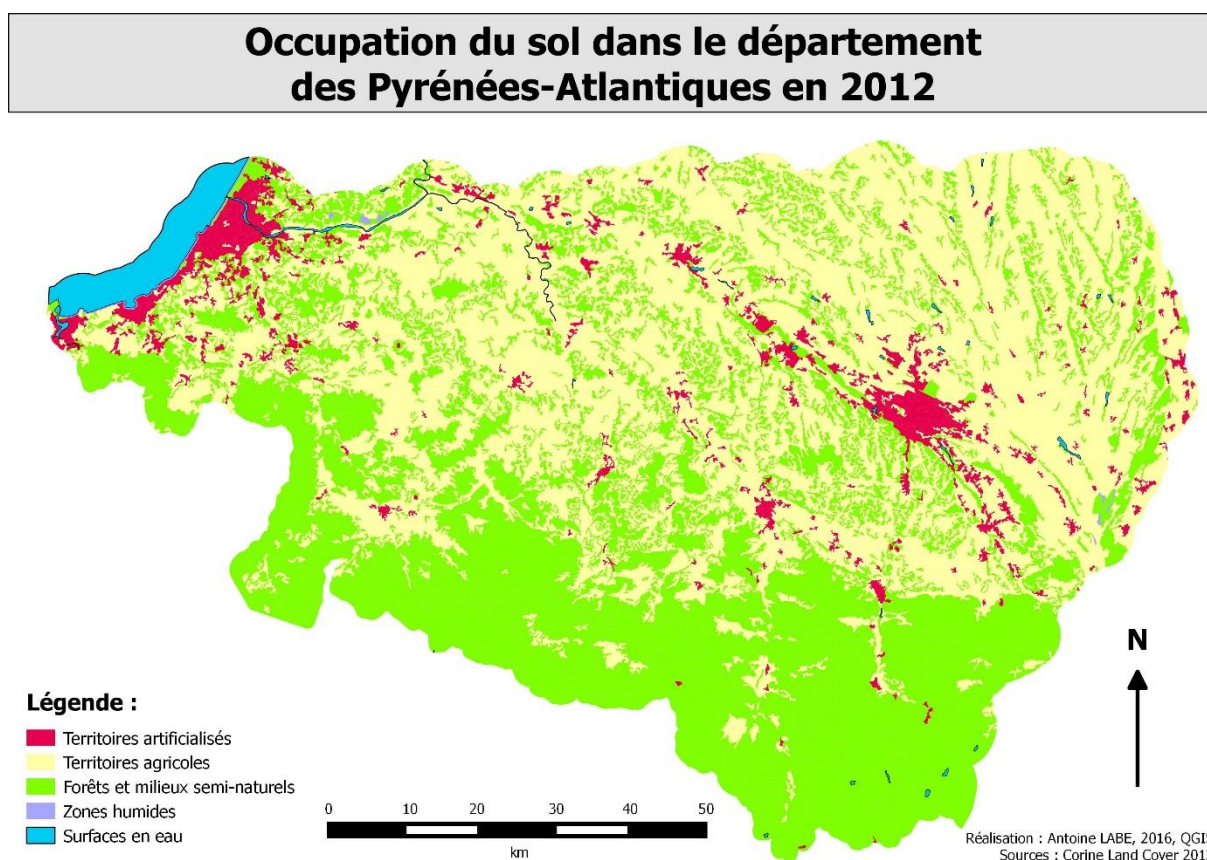 Occupation du sol dans le département
des Pyrénées-Atlantiques en 2012
N
Légende :
Territoires artificialisés
Territoires agricoles
Forêts et milieux semi-naturels
Zones humides
Surfaces en eau
0 10 20 30 40 50
km
Réalisation : Antoine LABE, 2016, QGIS
Sources : Corine Land Cover 2012